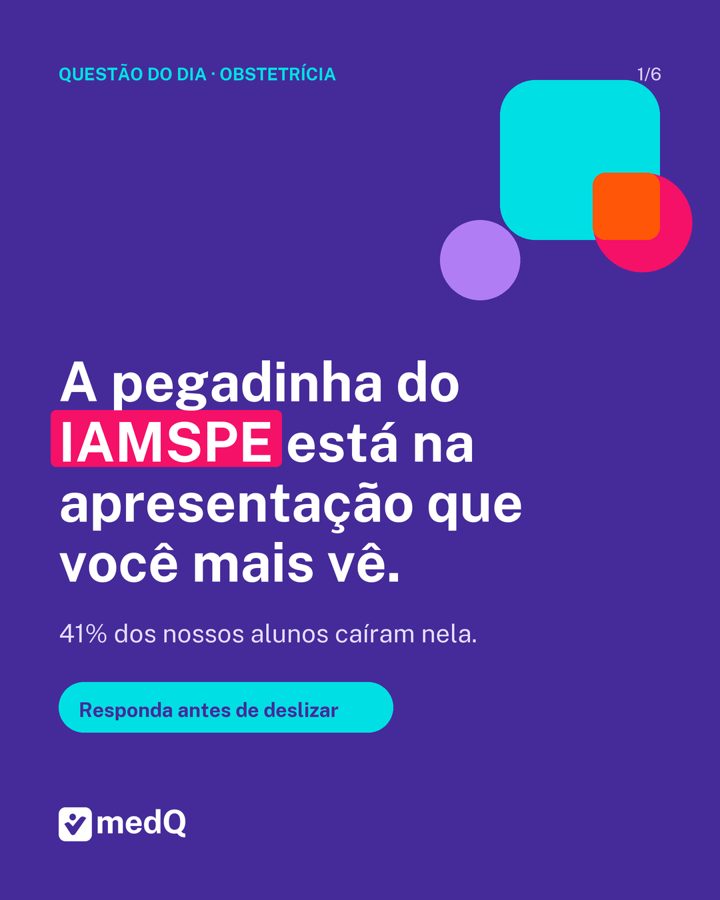 QUESTÃO DO DIA · OBSTETRÍCIA
1/6
A pegadinha do
IAMSPE está na
apresentação que
você mais vê.
41% dos nossos alunos caíram nela.
Responda antes de deslizar
medQ